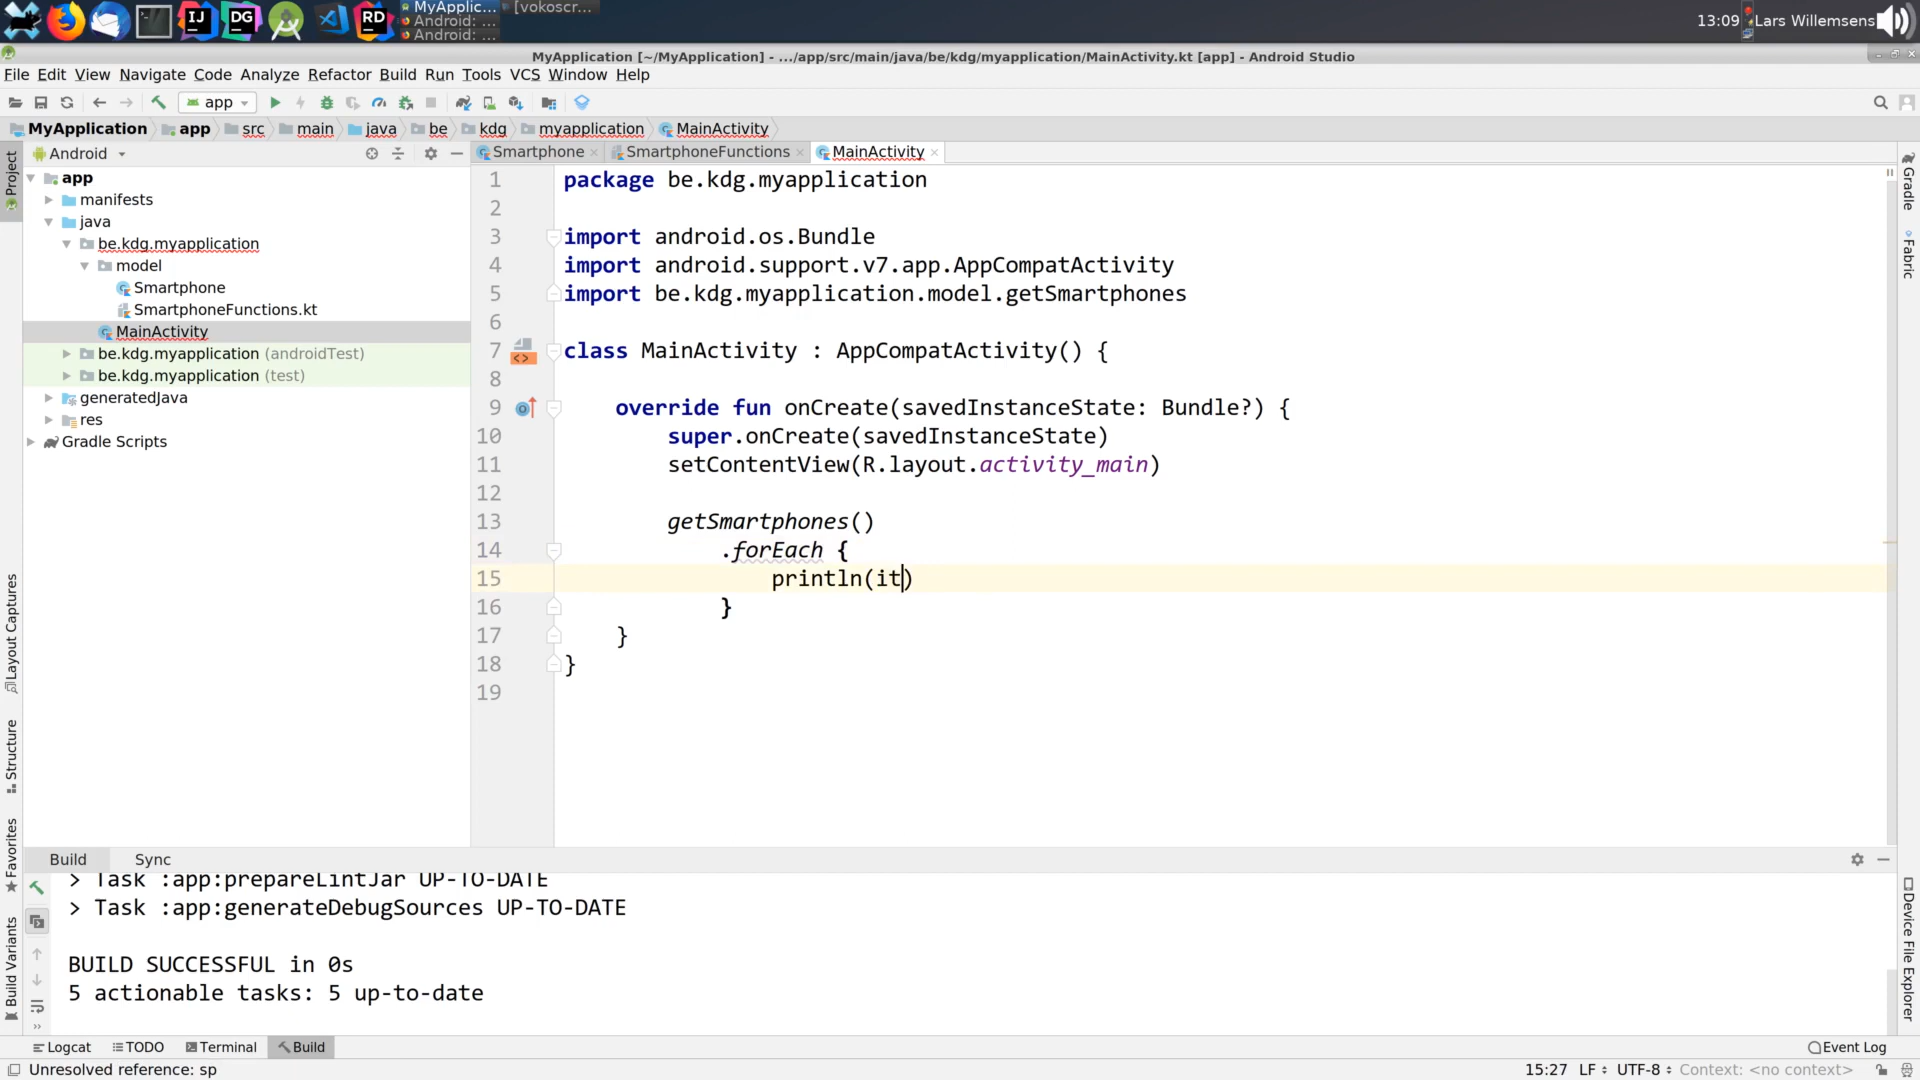 MyApplic...
Android: ...
Android: ...
[vokoscr...
13:09
Lars Willemsens
IJ
DG
RD
MyApplication [~/MyApplication] - .../app/src/main/java/be/kdg/myapplication/MainActivity.kt [app] - Android Studio
File Edit View Navigate Code Analyze Refactor Build Run Tools VCS Window Help
app
MyApplication app src main java be kdg myapplication MainActivity
Android
Smartphone SmartphoneFunctions MainActivity
app
manifests
java
be.kdg.myapplication
model
Smartphone
SmartphoneFunctions.kt
MainActivity
be.kdg.myapplication (androidTest)
be.kdg.myapplication (test)
generatedJava
res
Gradle Scripts
Project
Layout Captures
Structure
Favorites
Build Variants
1 package be.kdg.myapplication
2
3 import android.os.Bundle
4 import android.support.v7.app.AppCompatActivity
5 import be.kdg.myapplication.model.getSmartphones
6
7 class MainActivity : AppCompatActivity() {
8
9 override fun onCreate(savedInstanceState: Bundle?) {
10 super.onCreate(savedInstanceState)
11 setContentView(R.layout.activity_main)
12
13 getSmartphones()
14 .forEach {
15 println(it)
16 }
17 }
18 }
19
Gradle
Fabric
Device File Explorer
Build Sync
> Task :app:prepareLintJar UP-TO-DATE
> Task :app:generateDebugSources UP-TO-DATE
BUILD SUCCESSFUL in 0s
5 actionable tasks: 5 up-to-date
Logcat TODO Terminal Build Event Log
Unresolved reference: sp
15:27 LF UTF-8 Context: <no context>